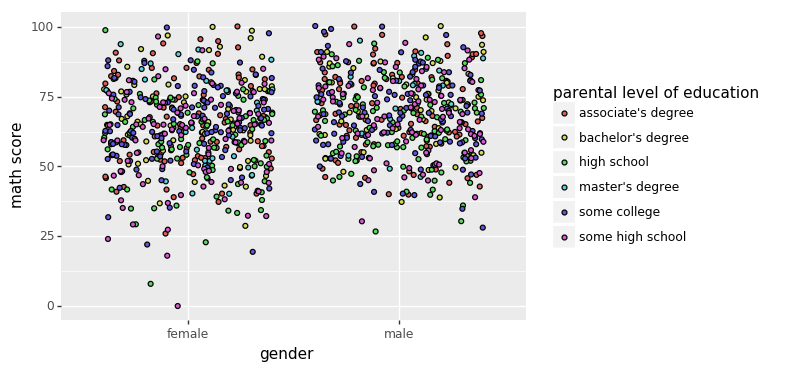 100
75
50
25
0
math score
female
male
gender
parental level of education
associate's degree
bachelor's degree
high school
master's degree
some college
some high school